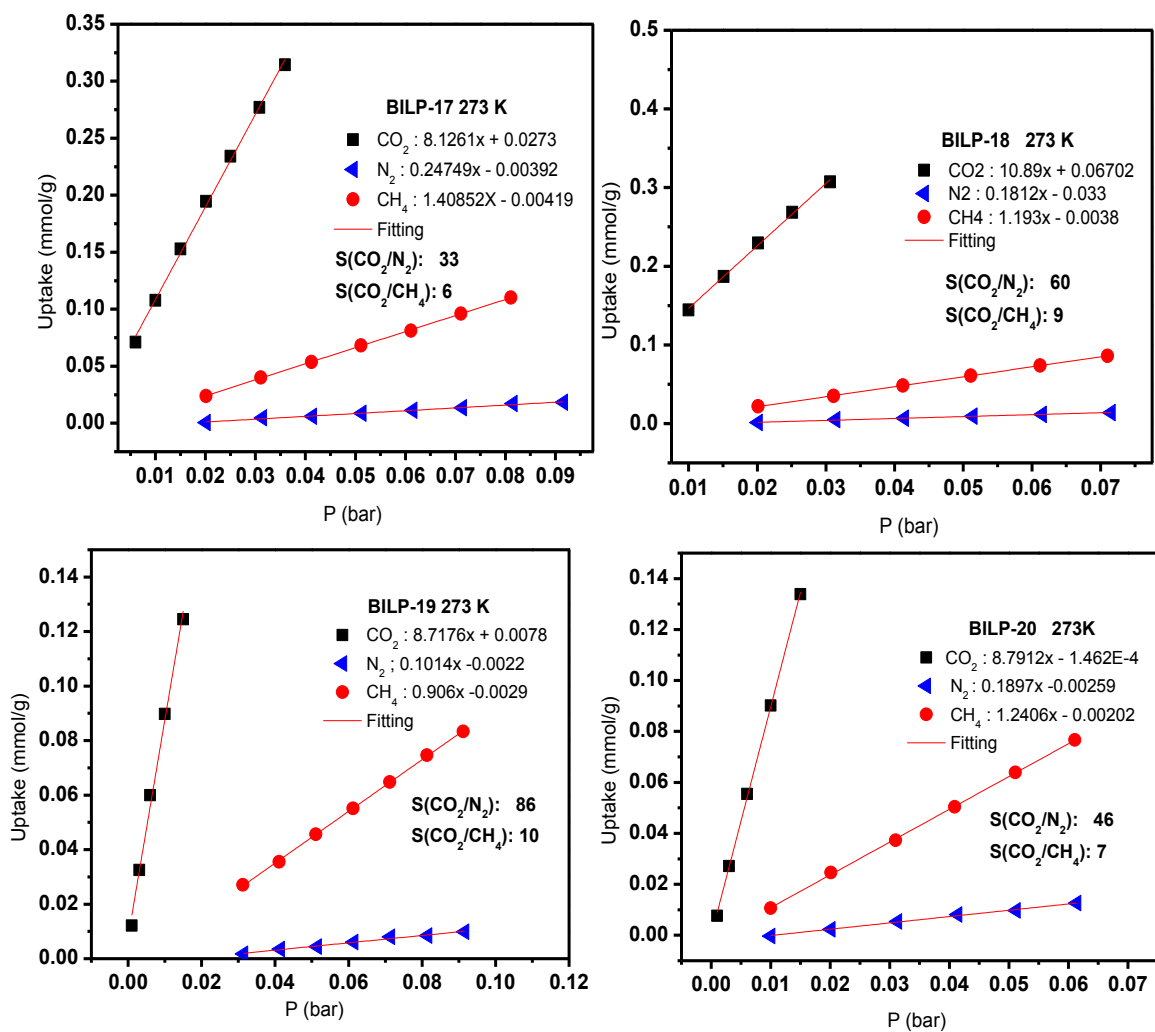 BILP-17 273 K
CO2 : 8.1261x + 0.0273
N2 : 0.24749x - 0.00392
CH4 : 1.40852X - 0.00419
Fitting
S(CO2/N2): 33
S(CO2/CH4): 6
0.35
0.30
0.25
0.20
0.15
0.10
0.05
0.00
Uptake (mmol/g)
0.01 0.02 0.03 0.04 0.05 0.06 0.07 0.08 0.09
P (bar)
BILP-18 273 K
CO2 : 10.89x + 0.06702
N2 : 0.1812x - 0.033
CH4 : 1.193x - 0.0038
Fitting
S(CO2/N2): 60
S(CO2/CH4): 9
0.5
0.4
0.3
0.2
0.1
0.0
Uptake (mmol/g)
0.01 0.02 0.03 0.04 0.05 0.06 0.07
P (bar)
BILP-19 273 K
CO2 : 8.7176x + 0.0078
N2 ; 0.1014x -0.0022
CH4 : 0.906x -0.0029
Fitting
S(CO2/N2): 86
S(CO2/CH4): 10
0.14
0.12
0.10
0.08
0.06
0.04
0.02
0.00
Uptake (mmol/g)
0.00 0.02 0.04 0.06 0.08 0.10 0.12
P (bar)
BILP-20 273K
CO2 : 8.7912x - 1.462E-4
N2 : 0.1897x -0.00259
CH4 : 1.2406x - 0.00202
Fitting
S(CO2/N2): 46
S(CO2/CH4): 7
0.14
0.12
0.10
0.08
0.06
0.04
0.02
0.00
Uptake (mmol/g)
0.00 0.01 0.02 0.03 0.04 0.05 0.06 0.07
P (bar)